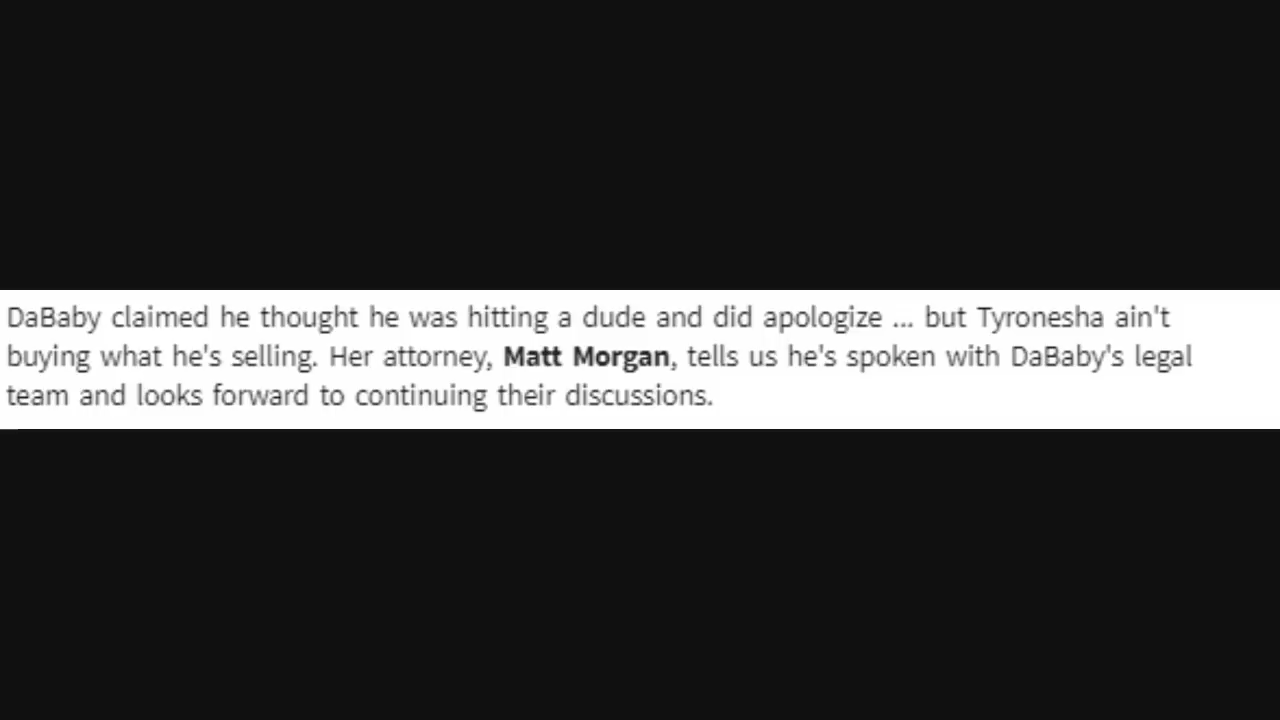 DaBaby claimed he thought he was hitting a dude and did apologize ... but Tyronesha ain't
buying what he's selling. Her attorney, Matt Morgan, tells us he's spoken with DaBaby's legal
team and looks forward to continuing their discussions.